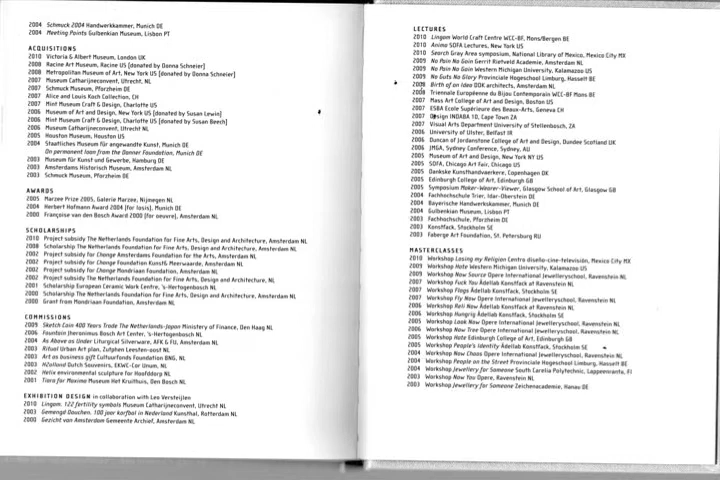 2004 Schmuck 2004 Handwerkkammer, Munich DE
2004 Meeting Points Gulbenkian Museum, Lisbon PT
ACQUISITIONS
2010 Victoria & Albert Museum, London UK
2008 Racine Art Museum, Racine US [donated by Donna Schneier]
2008 Metropolitan Museum of Art, New York US [donated by Donna Schneier]
2007 Museum Catharijneconvent, Utrecht, NL
2007 Schmuck Museum, Pforzheim DE
2007 Alice and Louis Koch Collection, CH
2007 Mint Museum Craft & Design, Charlotte US
2006 Museum of Art and Design, New York US [donated by Susan Lewin]
2006 Mint Museum Craft & Design, Charlotte US [donated by Susan Beech]
2006 Museum Catharijneconvent, Utrecht NL
2005 Houston Museum, Houston US
2004 Staatliches Museum für angewandte Kunst, Munich DE
On permanent loan from the Danner Foundation, Munich DE
2003 Museum für Kunst und Gewerbe, Hamburg DE
2003 Amsterdams Historisch Museum, Amsterdam NL
2003 Schmuck Museum, Pforzheim DE
AWARDS
2005 Marzee Prize 2005, Galerie Marzee, Nijmegen NL
2004 Herbert Hofmann Award 2004 [for Iosis], Munich DE
2000 Françoise van den Bosch Award 2000 [for oeuvre], Amsterdam NL
SCHOLARSHIPS
2010 Project subsidy The Netherlands Foundation for Fine Arts, Design and Architecture, Amsterdam NL
2008 Scholarship The Netherlands Foundation for Fine Arts, Design and Architecture, Amsterdam NL
2002 Project subsidy for Change Amsterdams Foundation for the Arts, Amsterdam NL
2002 Project subsidy for Change Foundation Kunst& Meerwaarde, Amsterdam NL
2002 Project subsidy for Change Mondriaan Foundation, Amsterdam NL
2002 Project subsidy The Netherlands Foundation for Fine Arts, Design and Architecture, NL
2001 Scholarship European Ceramic Work Centre, 's-Hertogenbosch NL
2000 Scholarship The Netherlands Foundation for Fine Arts, Design and Architecture, Amsterdam NL
2000 Grant from Mondriaan Foundation, Amsterdam NL
COMMISSIONS
2009 Sketch Coin 400 Years Trade The Netherlands-Japan Ministry of Finance, Den Haag NL
2006 Fountain Jheronimus Bosch Art Center, 's-Hertogenbosch NL
2004 As Above as Under Liturgical Silverware, AFK & FU, Amsterdam NL
2003 Ritual Urban Art plan, Zutphen Leesten-oost NL
2003 Art as business gift Cultuurfonds Foundation BNG, NL
2003 H2olland Dutch Souvenirs, EKWC-Cor Unum, NL
2002 Helix environmental sculpture for Hoofddorp NL
2001 Tiara for Maxima Museum Het Kruithuis, Den Bosch NL
EXHIBITION DESIGN in collaboration with Leo Versteijlen
2010 Lingam. 122 fertility symbols Museum Catharijneconvent, Utrecht NL
2003 Gemengd Douchen. 100 jaar korfbal in Nederland Kunsthal, Rotterdam NL
2000 Gezicht van Amsterdam Gemeente Archief, Amsterdam NL
LECTURES
2010 Lingam World Craft Centre WCC-BF, Mons/Bergen BE
2010 Anima SOFA Lectures, New York US
2010 Search Gray Area symposium, National Library of Mexico, Mexico City MX
2009 No Pain No Gain Gerrit Rietveld Academie, Amsterdam NL
2009 No Pain No Gain Western Michigan University, Kalamazoo US
2009 No Guts No Glory Provinciale Hogeschool Limburg, Hasselt BE
2009 Birth of an Idea OOK architects, Amsterdam NL
2008 Triennale Européenne du Bijou Contemporain WCC-BF Mons BE
2007 Mass Art College of Art and Design, Boston US
2007 ESBA Ecole Supérieure des Beaux-Arts, Geneva CH
2007 Design INDABA 10, Cape Town ZA
2007 Visual Arts Department University of Stellenbosch, ZA
2006 University of Ulster, Belfast IR
2006 Duncan of Jordanstone College of Art and Design, Dundee Scotland UK
2006 JMGA, Sydney Conference, Sydney, AU
2005 Museum of Art and Design, New York NY US
2005 SOFA, Chicago Art Fair, Chicago US
2005 Danske Kunsthandvaerkere, Copenhagen DK
2005 Edinburgh College of Art, Edinburgh GB
2005 Symposium Maker-Wearer-Viewer, Glasgow School of Art, Glasgow GB
2004 Fachhochschule Trier, Idar-Oberstein DE
2004 Bayerische Handwerkskammer, Munich DE
2004 Gulbenkian Museum, Lisbon PT
2003 Fachhochschule, Pforzheim DE
2003 Konstfack, Stockholm SE
2003 Faberge Art Foundation, St. Petersburg RU
MASTERCLASSES
2010 Workshop Losing my Religion Centro diseño-cine-televisión, Mexico City MX
2009 Workshop Hate Western Michigan University, Kalamazoo US
2009 Workshop Now Source Opere International Jewelleryschool, Ravenstein NL
2007 Workshop Fuck You Ädellab Konstfack, Stockholm SE
2007 Workshop Flags Ädellab Konstfack, Stockholm SE
2007 Workshop Fly Now Opere International Jewelleryschool, Ravenstein NL
2006 Workshop Reli Now Opere International Jewelleryschool, Ravenstein NL
2006 Workshop Hungrig Ädellab Konstfack, Stockholm SE
2005 Workshop Look Now Opere International Jewelleryschool, Ravenstein NL
2005 Workshop Now Tree Opere International Jewelleryschool, Ravenstein NL
2005 Workshop Hate Edinburgh College of Art, Edinburgh GB
2005 Workshop People's Identity Ädellab Konstfack, Stockholm SE
2004 Workshop Now Chaos Opere International Jewelleryschool, Ravenstein NL
2004 Workshop People on the Street Provinciale Hogeschool Limburg, Hasselt BE
2004 Workshop Jewellery for Someone South Carelia Polytechnic, Lappeenranta, FI
2003 Workshop Now You Opere, Ravenstein NL
2003 Workshop Jewellery for Someone Zeichenacademie, Hanau DE